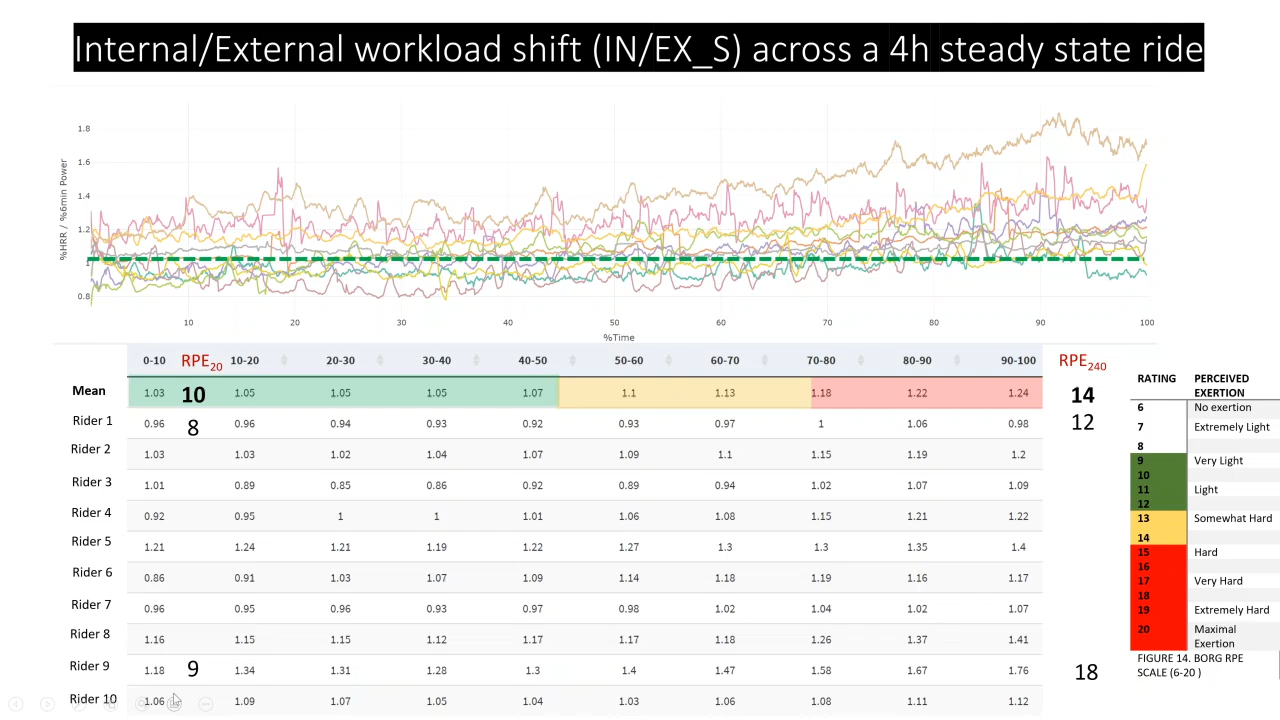 Internal/External workload shift (IN/EX_S) across a 4h steady state ride
%HRR / %6min Power
1.8
1.6
1.4
1.2
1
0.8
10 20 30 40 50 60 70 80 90 100
%Time
0-10 RPE20 10-20 20-30 30-40 40-50 50-60 60-70 70-80 80-90 90-100 RPE240
Mean 1.03 10 1.05 1.05 1.05 1.07 1.1 1.13 1.18 1.22 1.24 14
Rider 1 0.96 8 0.96 0.94 0.93 0.92 0.93 0.97 1 1.06 0.98 12
Rider 2 1.03 1.03 1.02 1.04 1.07 1.09 1.1 1.15 1.19 1.2
Rider 3 1.01 0.89 0.85 0.86 0.92 0.89 0.94 1.02 1.07 1.09
Rider 4 0.92 0.95 1 1 1.01 1.06 1.08 1.15 1.21 1.22
Rider 5 1.21 1.24 1.21 1.19 1.22 1.27 1.3 1.3 1.35 1.4
Rider 6 0.86 0.91 1.03 1.07 1.09 1.14 1.18 1.19 1.16 1.17
Rider 7 0.96 0.95 0.96 0.93 0.97 0.98 1.02 1.04 1.02 1.07
Rider 8 1.16 1.15 1.15 1.12 1.17 1.17 1.18 1.26 1.37 1.41
Rider 9 1.18 9 1.34 1.31 1.28 1.3 1.4 1.47 1.58 1.67 1.76 18
Rider 10 1.06 1.09 1.07 1.05 1.04 1.03 1.06 1.08 1.11 1.12
RATING PERCEIVED
EXERTION
6 No exertion
7 Extremely Light
8
9 Very Light
10
11 Light
12
13 Somewhat Hard
14
15 Hard
16
17 Very Hard
18
19 Extremely Hard
20 Maximal
Exertion
FIGURE 14. BORG RPE
SCALE (6-20 )